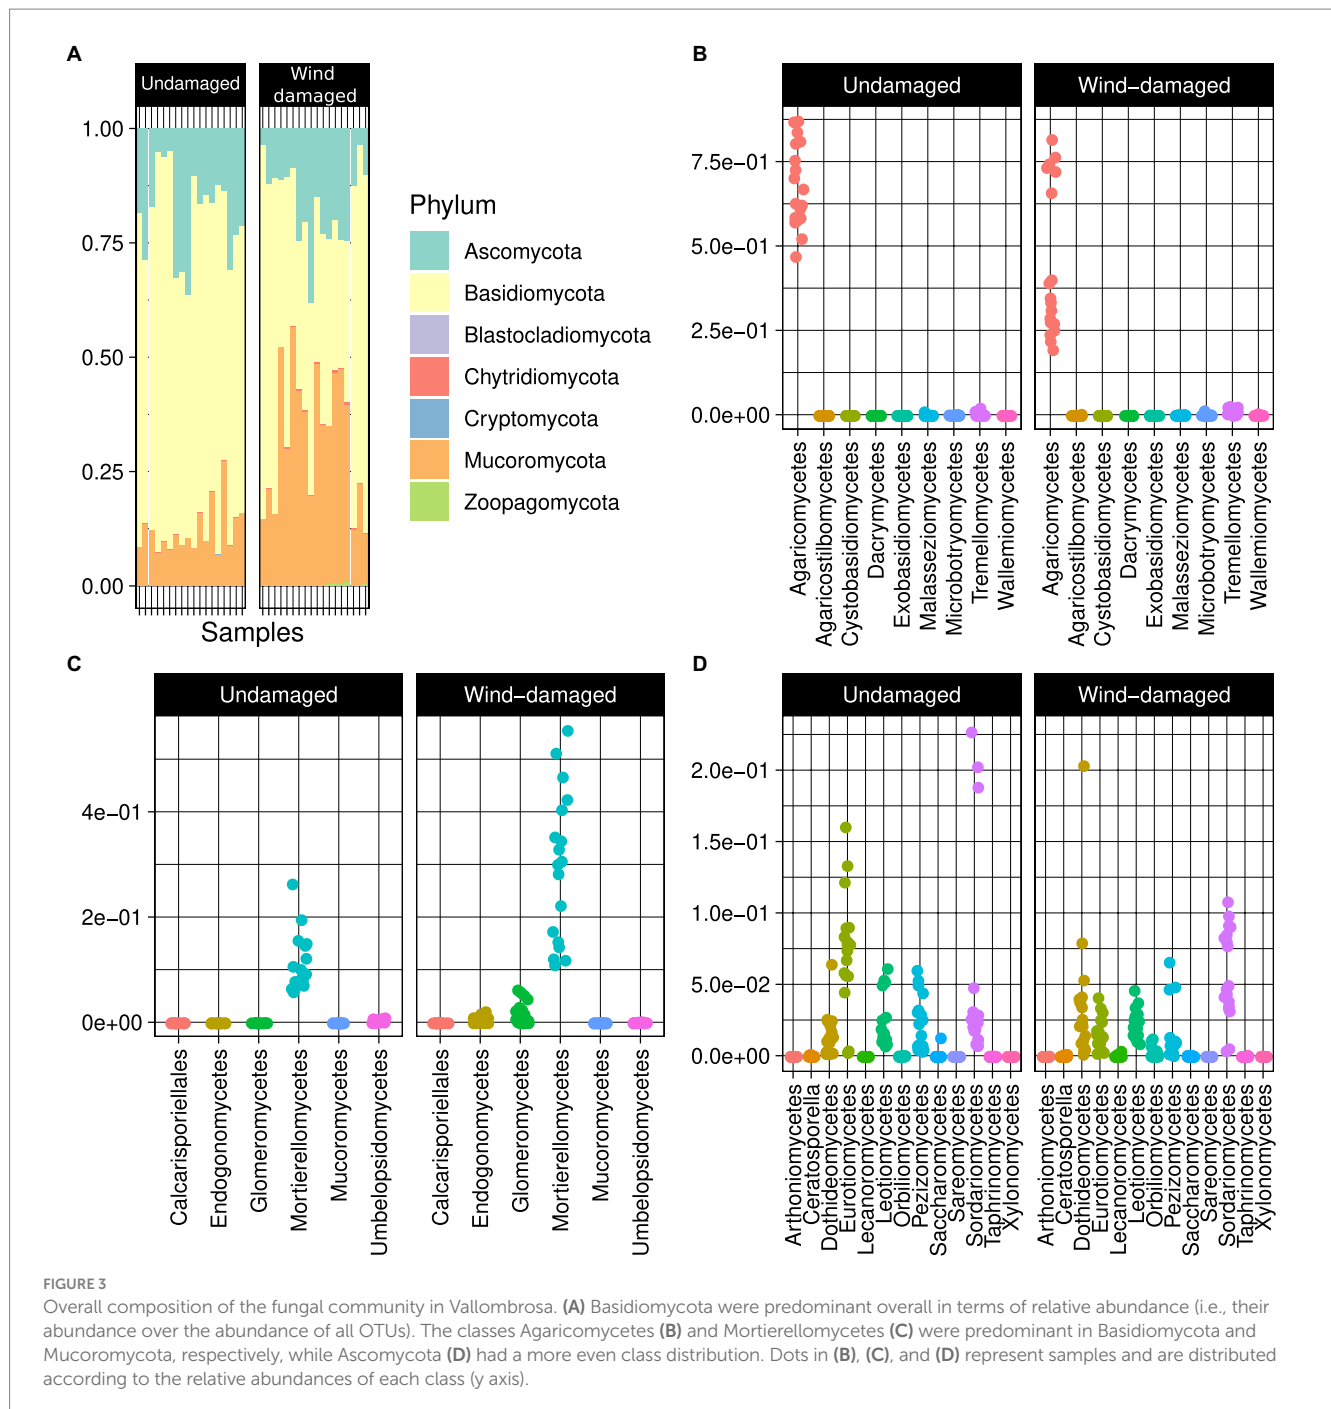 A
Undamaged
Wind
damaged
1.00
0.75
0.50
0.25
0.00
Samples
Phylum
Ascomycota
Basidiomycota
Blastocladiomycota
Chytridiomycota
Cryptomycota
Mucoromycota
Zoopagomycota
B
Undamaged
Wind−damaged
7.5e−01
5.0e−01
2.5e−01
0.0e+00
Agaricomycetes
Agaricostilbomycetes
Cystobasidiomycetes
Dacrymycetes
Exobasidiomycetes
Malasseziomycetes
Microbotryomycetes
Tremellomycetes
Wallemiomycetes
Agaricomycetes
Agaricostilbomycetes
Cystobasidiomycetes
Dacrymycetes
Exobasidiomycetes
Malasseziomycetes
Microbotryomycetes
Tremellomycetes
Wallemiomycetes
C
Undamaged
Wind−damaged
4e−01
2e−01
0e+00
Calcarisporiellales
Endogonomycetes
Glomeromycetes
Mortierellomycetes
Mucoromycetes
Umbelopsidomycetes
Calcarisporiellales
Endogonomycetes
Glomeromycetes
Mortierellomycetes
Mucoromycetes
Umbelopsidomycetes
D
Undamaged
Wind−damaged
2.0e−01
1.5e−01
1.0e−01
5.0e−02
0.0e+00
Arthoniomycetes
Ceratosporella
Dothideomycetes
Eurotiomycetes
Lecanoromycetes
Leotiomycetes
Orbiliomycetes
Pezizomycetes
Saccharomycetes
Sareomycetes
Sordariomycetes
Taphrinomycetes
Xylonomycetes
Arthoniomycetes
Ceratosporella
Dothideomycetes
Eurotiomycetes
Lecanoromycetes
Leotiomycetes
Orbiliomycetes
Pezizomycetes
Saccharomycetes
Sareomycetes
Sordariomycetes
Taphrinomycetes
Xylonomycetes
FIGURE 3
Overall composition of the fungal community in Vallombrosa. (A) Basidiomycota were predominant overall in terms of relative abundance (i.e., their
abundance over the abundance of all OTUs). The classes Agaricomycetes (B) and Mortierellomycetes (C) were predominant in Basidiomycota and
Mucoromycota, respectively, while Ascomycota (D) had a more even class distribution. Dots in (B), (C), and (D) represent samples and are distributed
according to the relative abundances of each class (y axis).